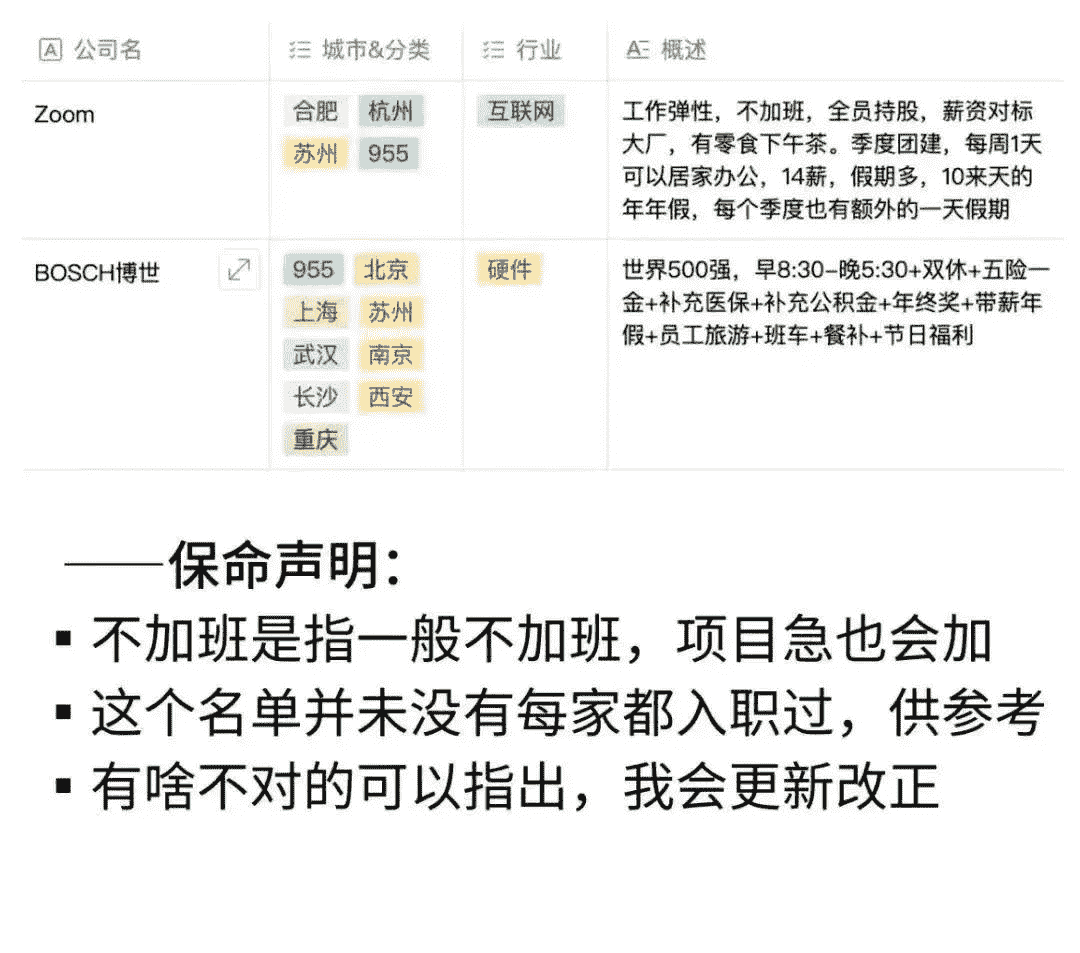 公司名 城市&分类 行业 概述
Zoom
合肥 杭州
苏州 955
互联网
工作弹性，不加班，全员持股，薪资对标
大厂，有零食下午茶。季度团建，每周1天
可以居家办公，14薪，假期多，10来天的
年年假，每个季度也有额外的一天假期
BOSCH博世
955 北京
上海 苏州
武汉 南京
长沙 西安
重庆
硬件
世界500强，早8:30-晚5:30+双休+五险一
金+补充医保+补充公积金+年终奖+带薪年
假+员工旅游+班车+餐补+节日福利
——保命声明：
▪ 不加班是指一般不加班，项目急也会加
▪ 这个名单并未没有每家都入职过，供参考
▪ 有啥不对的可以指出，我会更新改正